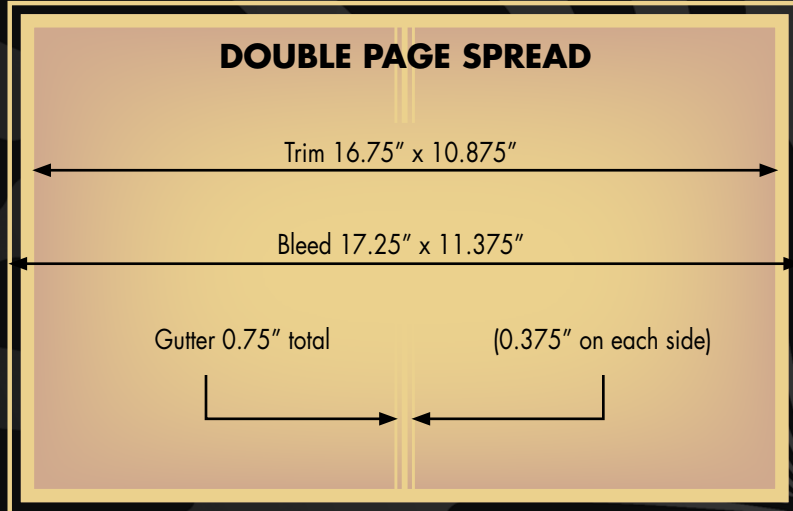 DOUBLE PAGE SPREAD
Trim 16.75” x 10.875”
Bleed 17.25” x 11.375”
Gutter 0.75” total (0.375” on each side)